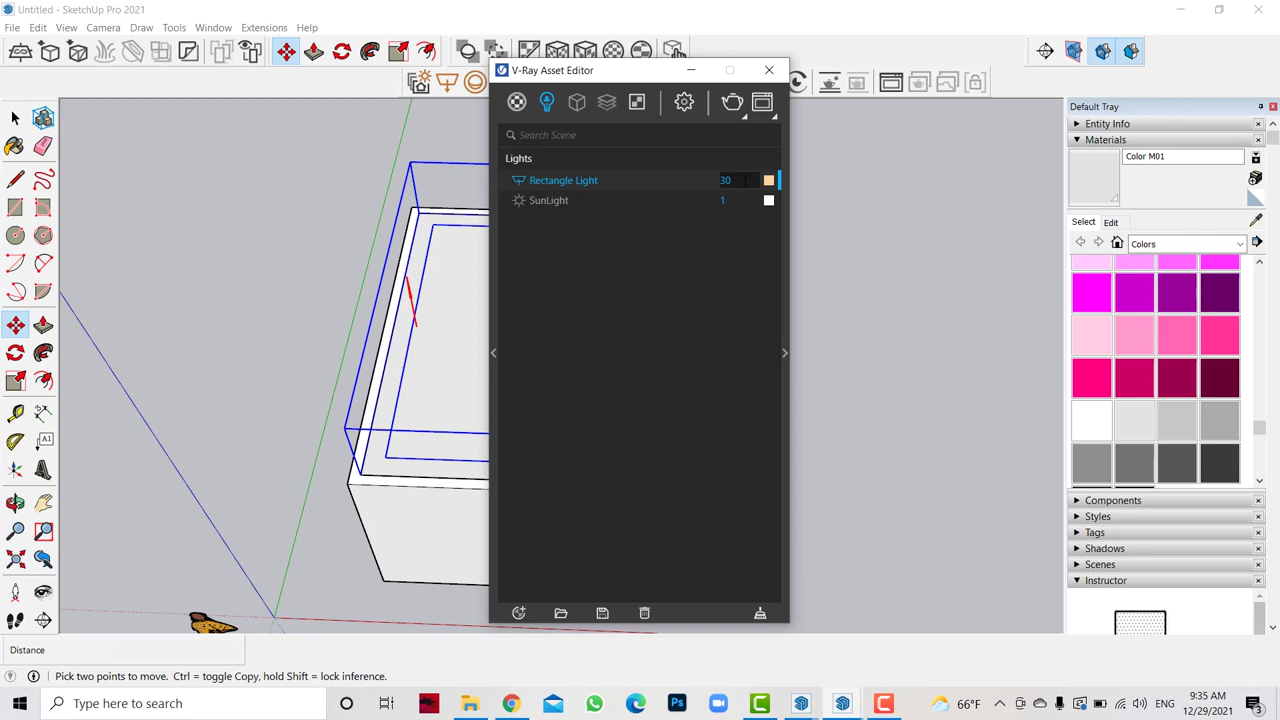 Untitled - SketchUp Pro 2021
File Edit View Camera Draw Tools Window Extensions Help
V-Ray Asset Editor
Search Scene
Lights
Rectangle Light 30
SunLight 1
Default Tray
Entity Info
Materials
Color M01
Select Edit
Colors
Components
Styles
Tags
Shadows
Scenes
Instructor
A1
Distance
Pick two points to move. Ctrl = toggle Copy, hold Shift = lock inference.
Type here to search
Ps
66°F
ENG
9:35 AM
12/29/2021
3